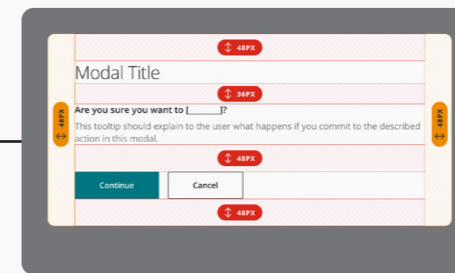 48PX
Modal Title
36PX
Are you sure you want to [______]?
48PX
48PX
This tooltip should explain to the user what happens if you commit to the described
action in this modal.
48PX
Continue Cancel
48PX